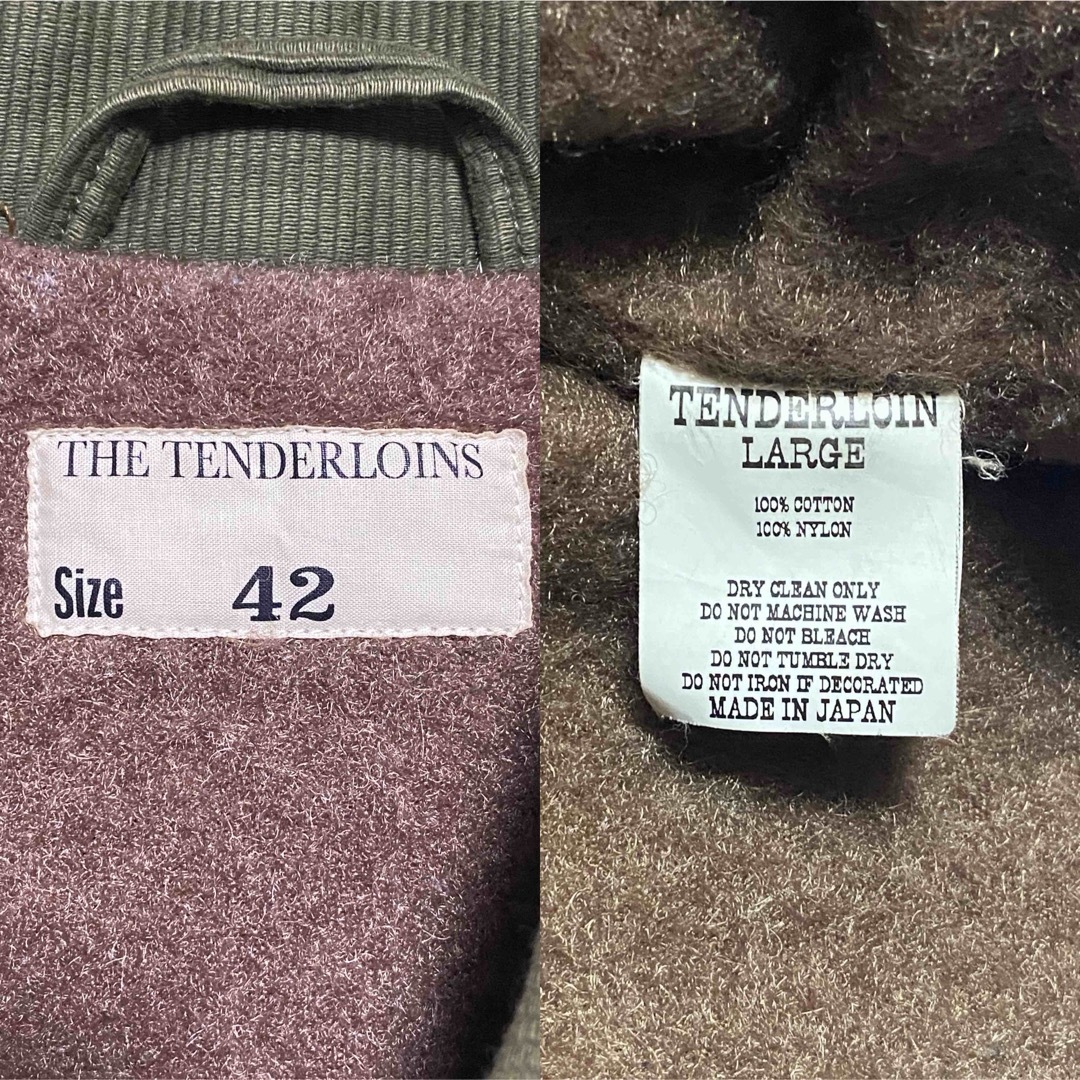 THE TENDERLOINS
Size 42
TENDERLOIN
LARGE
100% COTTON
100% NYLON
DRY CLEAN ONLY
DO NOT MACHINE WASH
DO NOT BLEACH
DO NOT TUMBLE DRY
DO NOT IRON IF DECORATED
MADE IN JAPAN